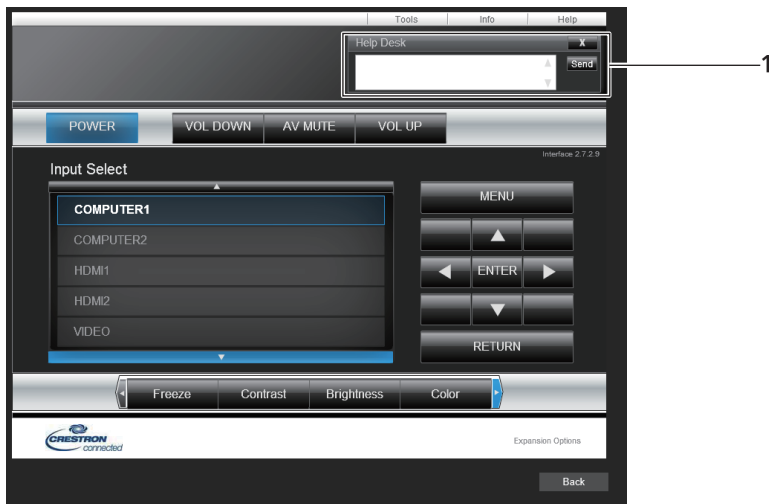 Tools Info Help
Help Desk X
Send
1
POWER VOL DOWN AV MUTE VOL UP
Interface 2.7.2.9
Input Select
COMPUTER1
COMPUTER2
HDMI1
HDMI2
VIDEO
MENU
ENTER
RETURN
Freeze Contrast Brightness Color
CRESTRON
connected
Expansion Options
Back